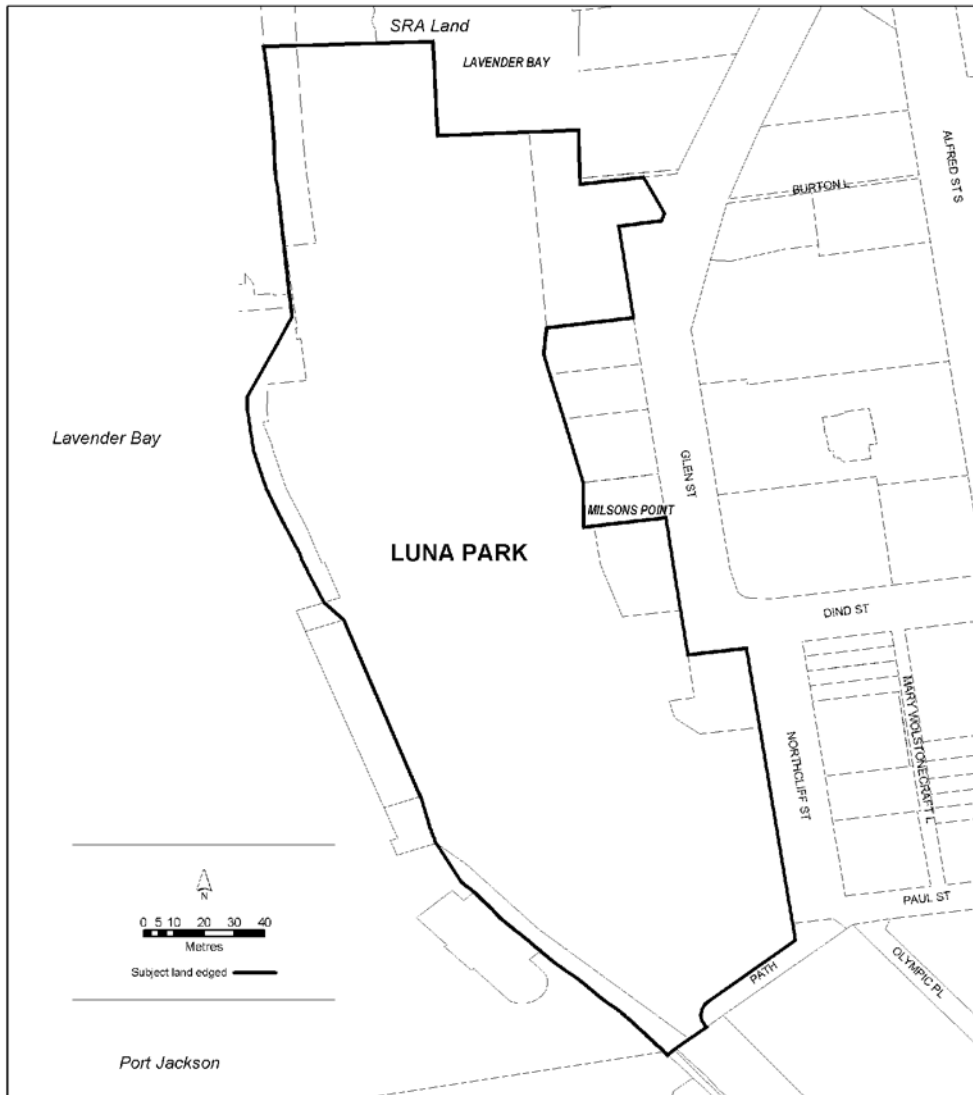 SRA Land
LAVENDER BAY
ALFRED ST S
BURTON L
Lavender Bay
GLEN ST
MILSONS POINT
LUNA PARK
DIND ST
MARY WOLSTONECRAFT L
NORTHCLIFF ST
PAUL ST
N
0 5 10 20 30 40
Metres
Subject land edged
PATH
OLYMPIC PL
Port Jackson